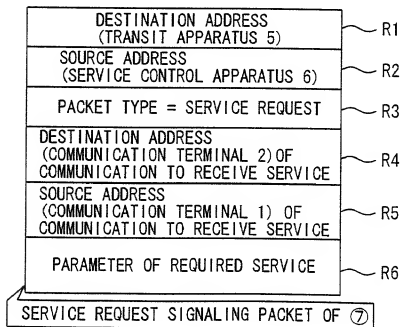 DESTINATION ADDRESS
(TRANSIT APPARATUS 5)
R1
SOURCE ADDRESS
(SERVICE CONTROL APPARATUS 6)
R2
PACKET TYPE = SERVICE REQUEST
R3
DESTINATION ADDRESS
(COMMUNICATION TERMINAL 2)OF
COMMUNICATION TO RECEIVE SERVICE
R4
SOURCE ADDRESS
(COMMUNICATION TERMINAL 1) OF
COMMUNICATION TO RECEIVE SERVICE
R5
PARAMETER OF REQUIRED SERVICE
R6
SERVICE REQUEST SIGNALING PACKET OF ⑦